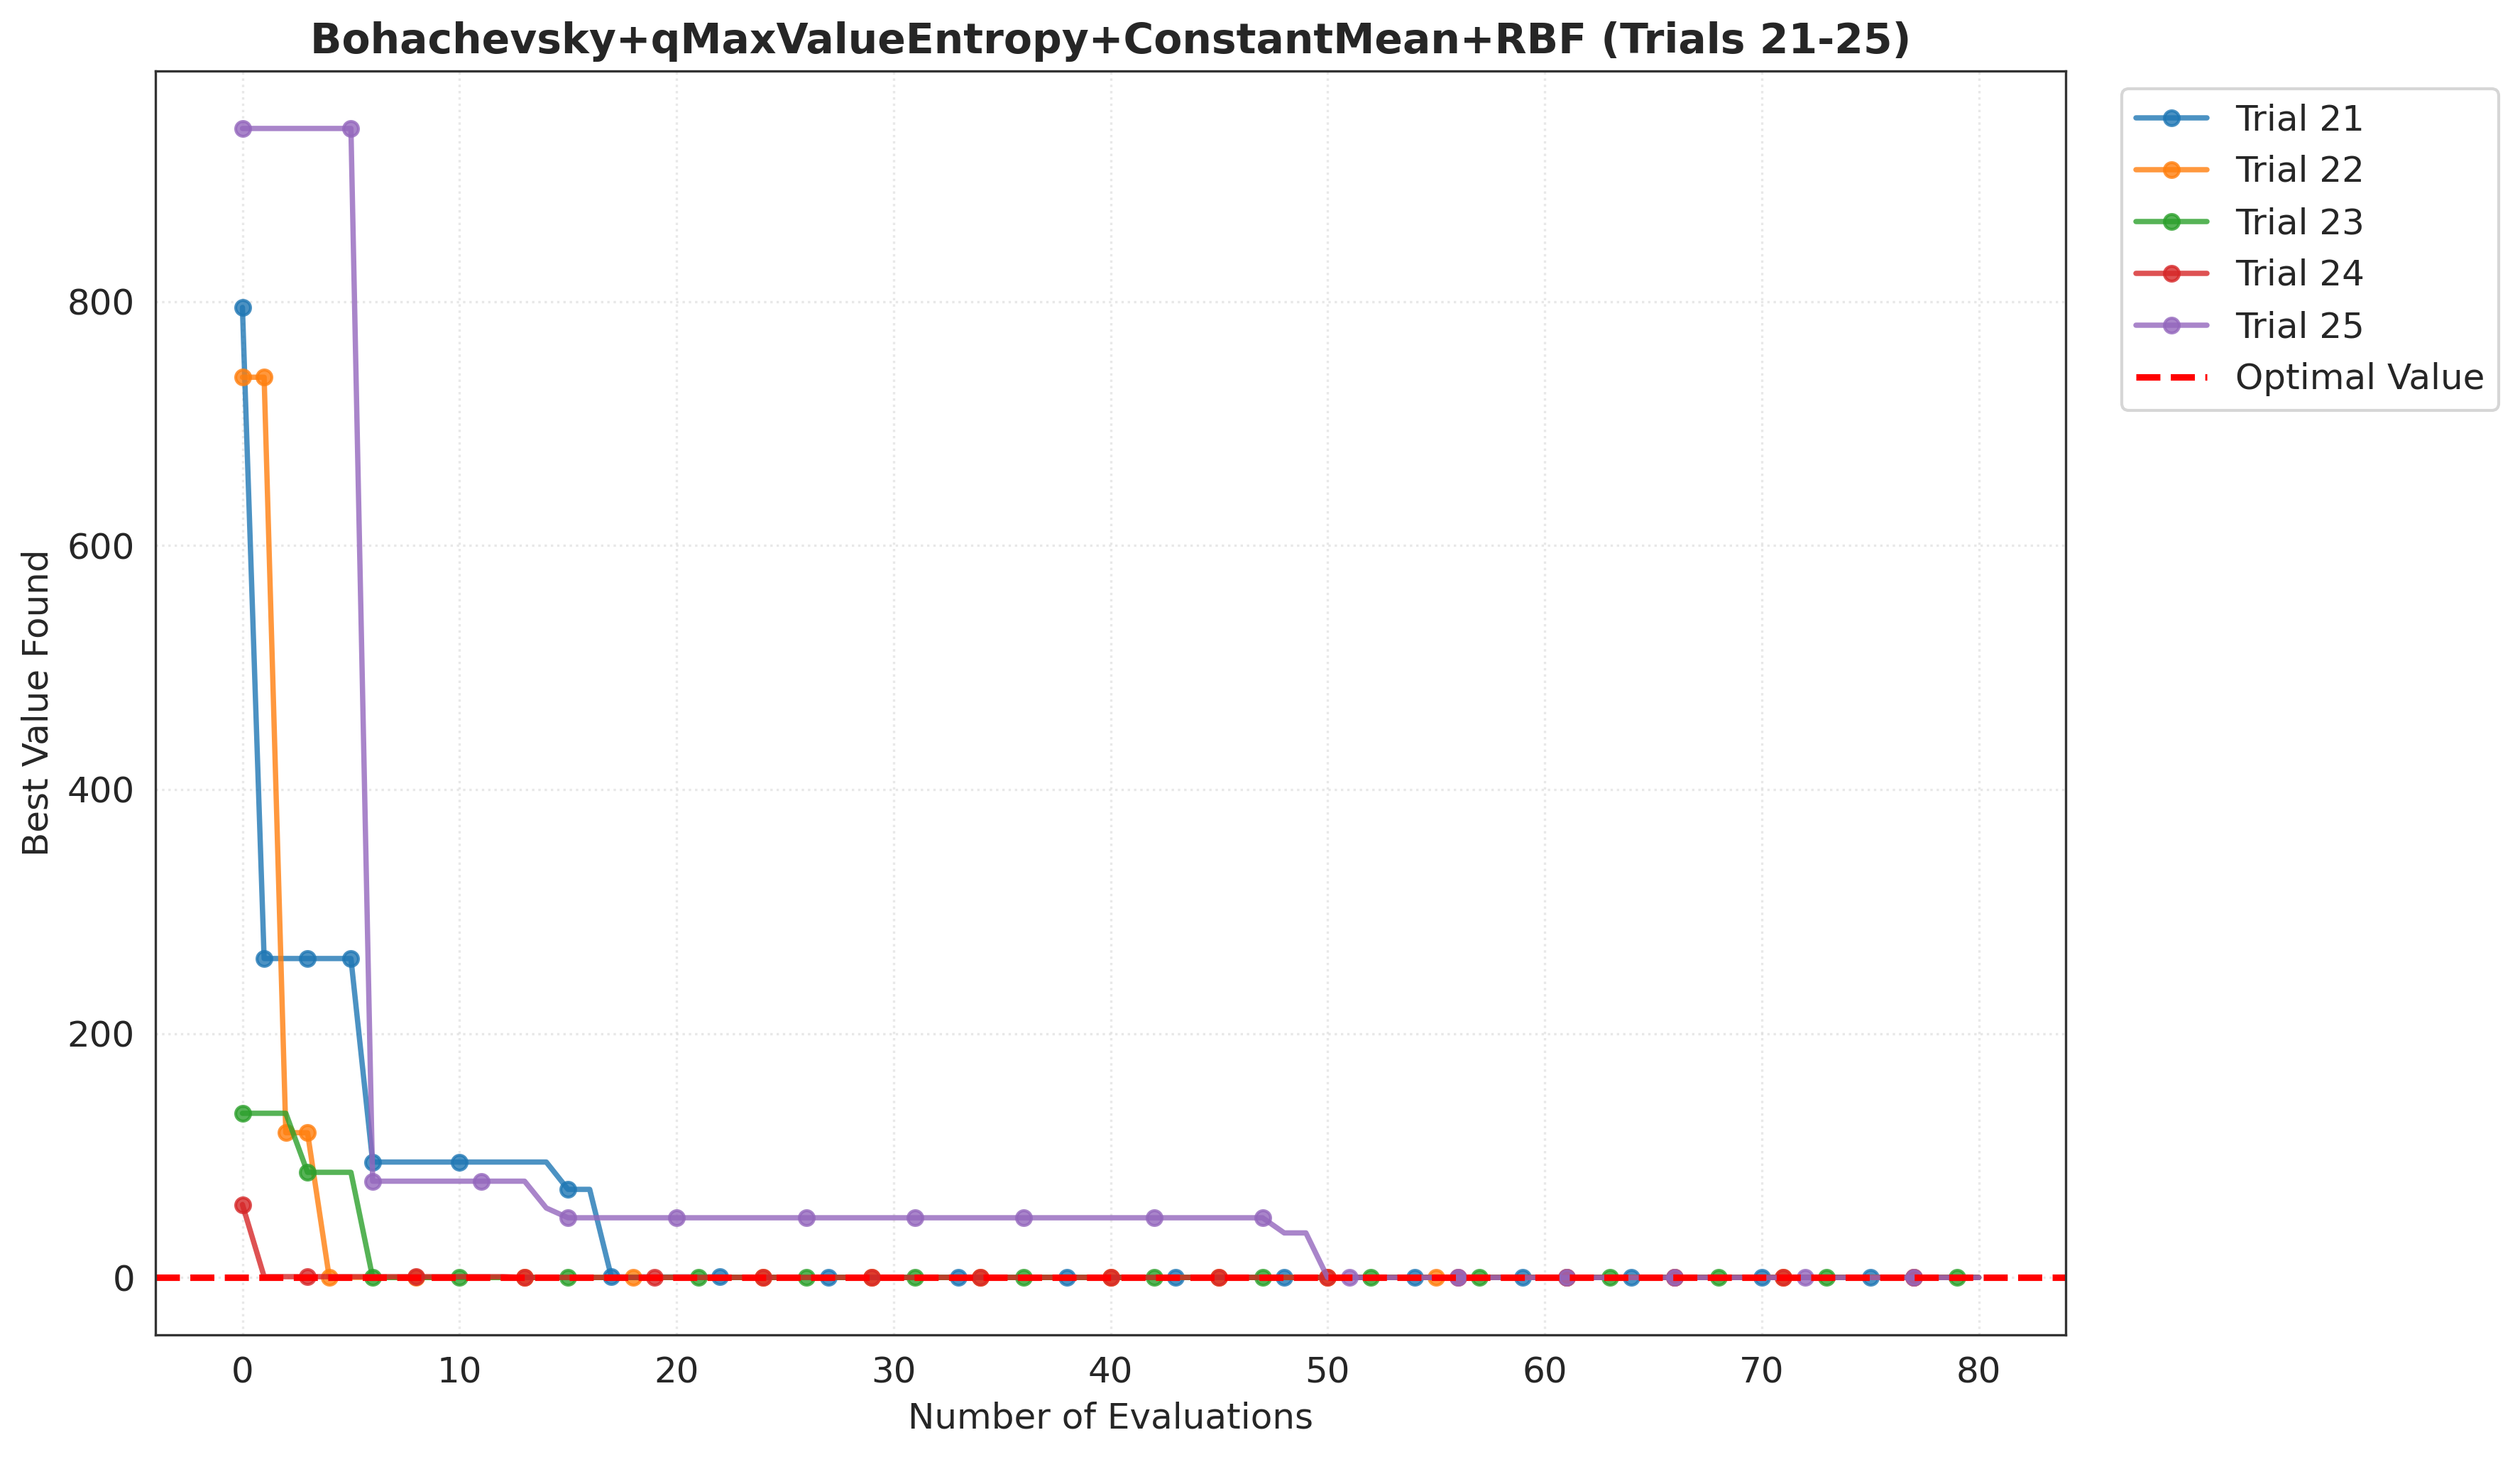 Bohachevsky+qMaxValueEntropy+ConstantMean+RBF (Trials 21-25)
Trial 21
Trial 22
Trial 23
Trial 24
Trial 25
Optimal Value
Best Value Found
800
600
400
200
0
0 10 20 30 40 50 60 70 80
Number of Evaluations